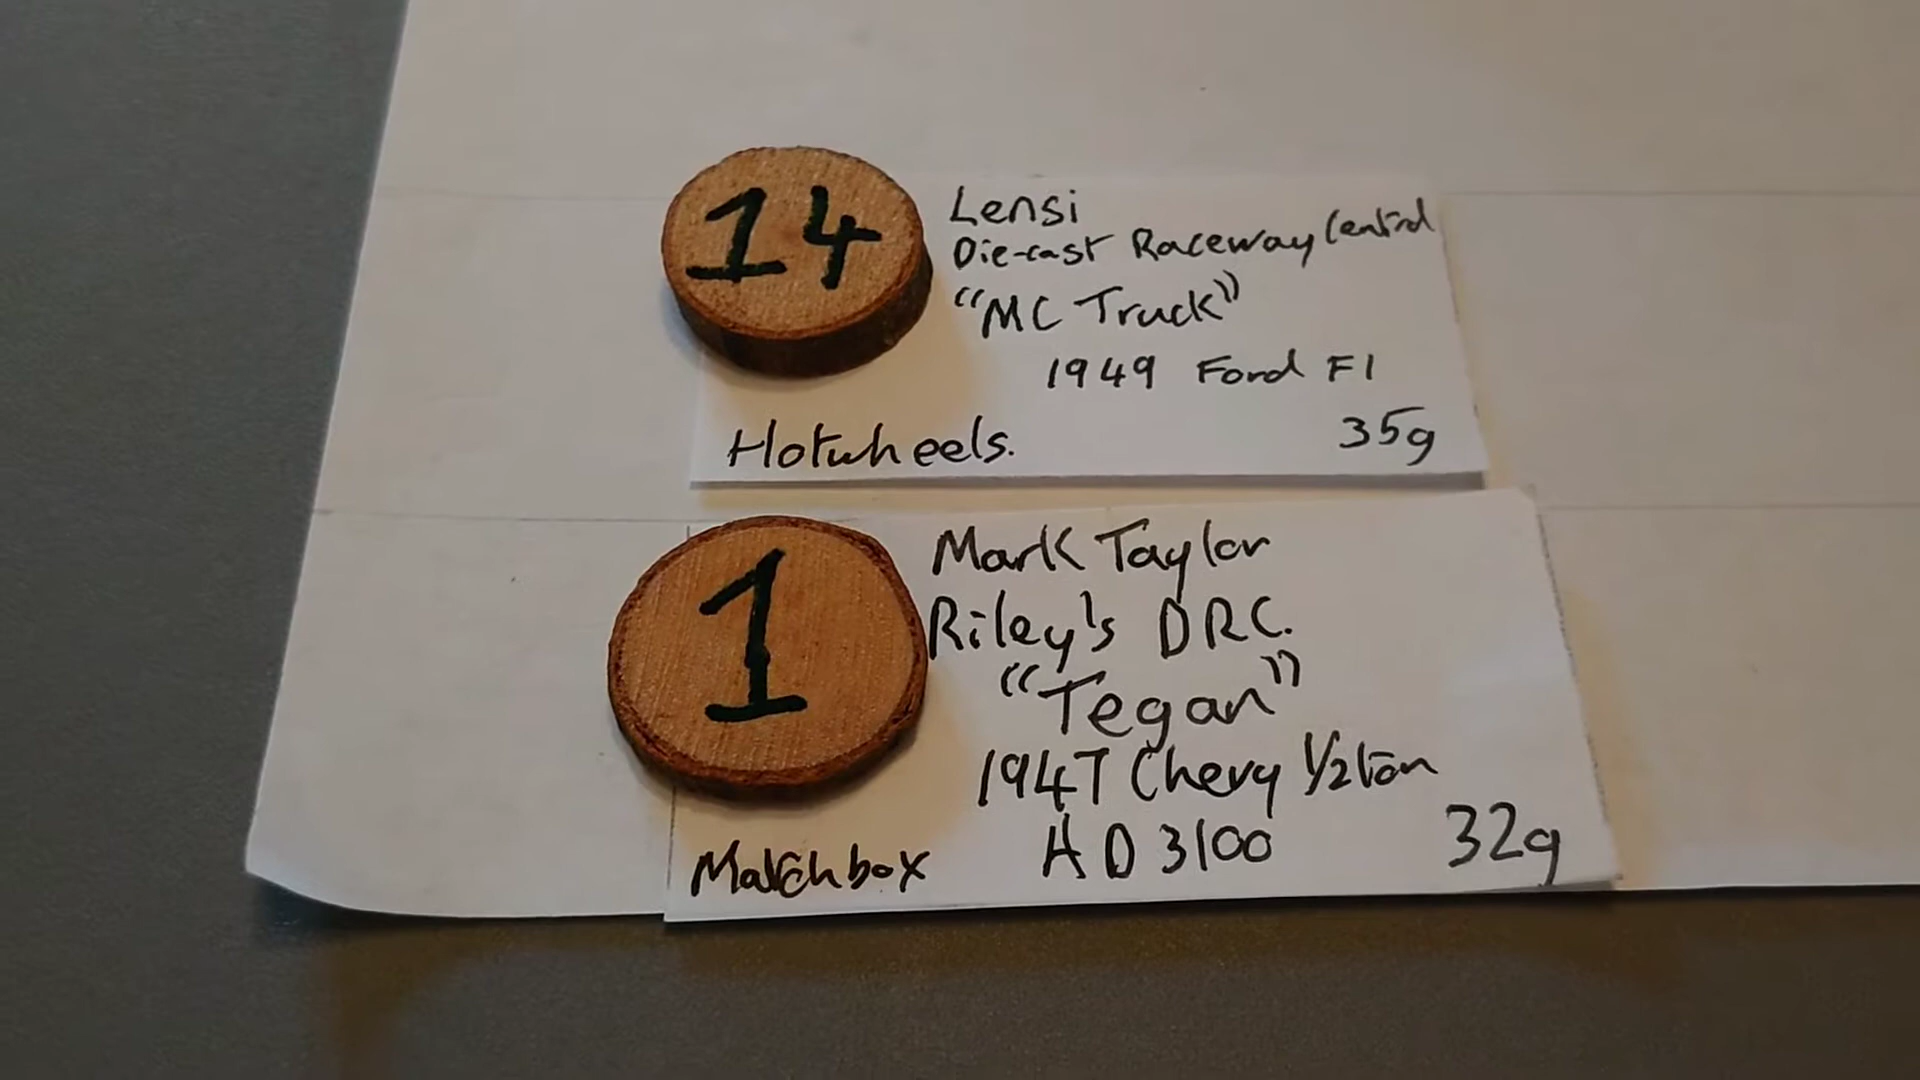 14
Lensi
Die-cast Raceway Central
"MC Truck"
1949 Ford F1
Hotwheels.
35g
1
Mark Taylor
Riley's DRC.
"Tegan"
1947 Chevy 1/2 ton
AD 3100
Matchbox
32g